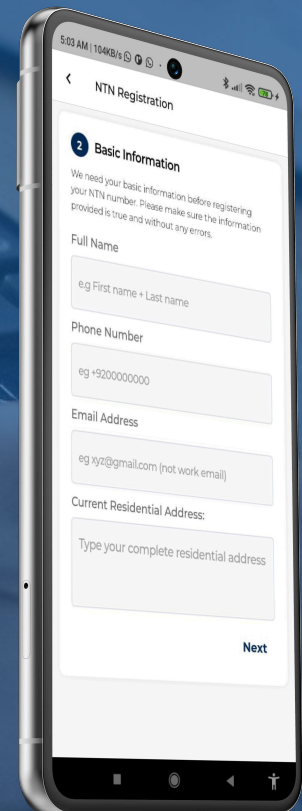 5:03 AM | 104KB/s
NTN Registration
2 Basic Information
We need your basic information before registering
your NTN number. Please make sure the information
provided is true and without any errors.
Full Name
e.g First name + Last name
Phone Number
eg +9200000000
Email Address
eg xyz@gmail.com (not work email)
Current Residential Address:
Type your complete residential address
Next